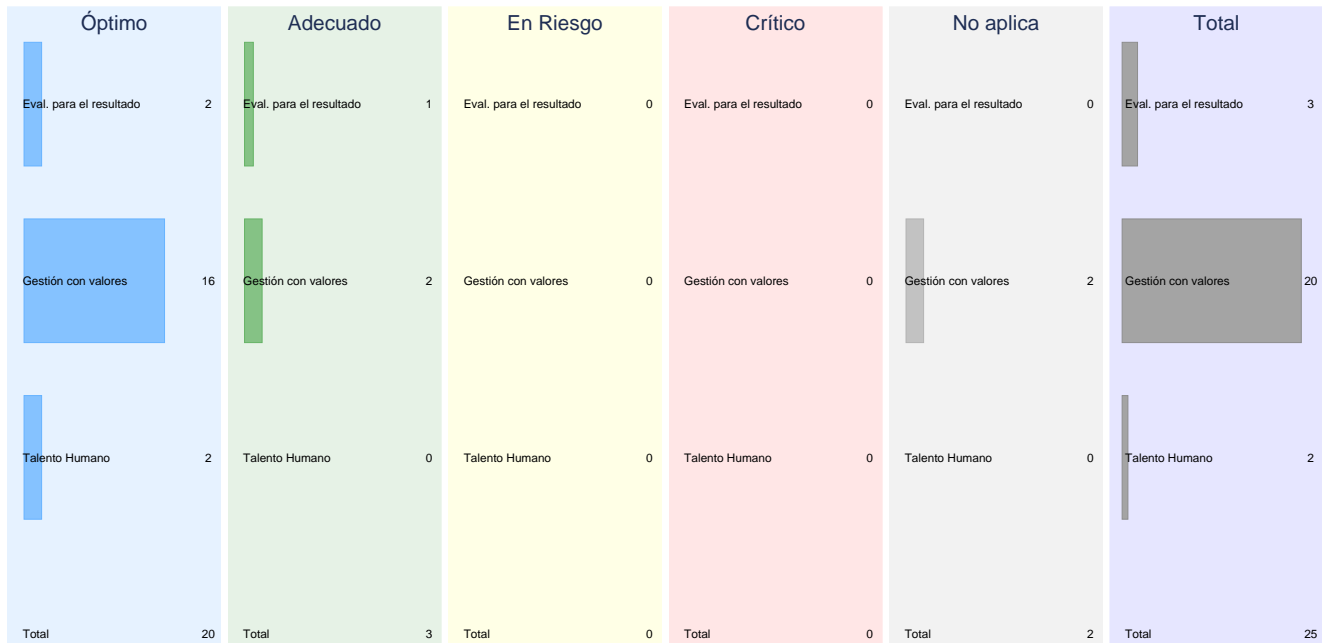 Óptimo Adecuado En Riesgo Crítico No aplica Total
Eval. para el resultado 2 Eval. para el resultado 1 Eval. para el resultado 0 Eval. para el resultado 0 Eval. para el resultado 0 Eval. para el resultado 3
Gestión con valores 16 Gestión con valores 2 Gestión con valores 0 Gestión con valores 0 Gestión con valores 2 Gestión con valores 20
Talento Humano 2 Talento Humano 0 Talento Humano 0 Talento Humano 0 Talento Humano 0 Talento Humano 2
Total 20 Total 3 Total 0 Total 0 Total 2 Total 25